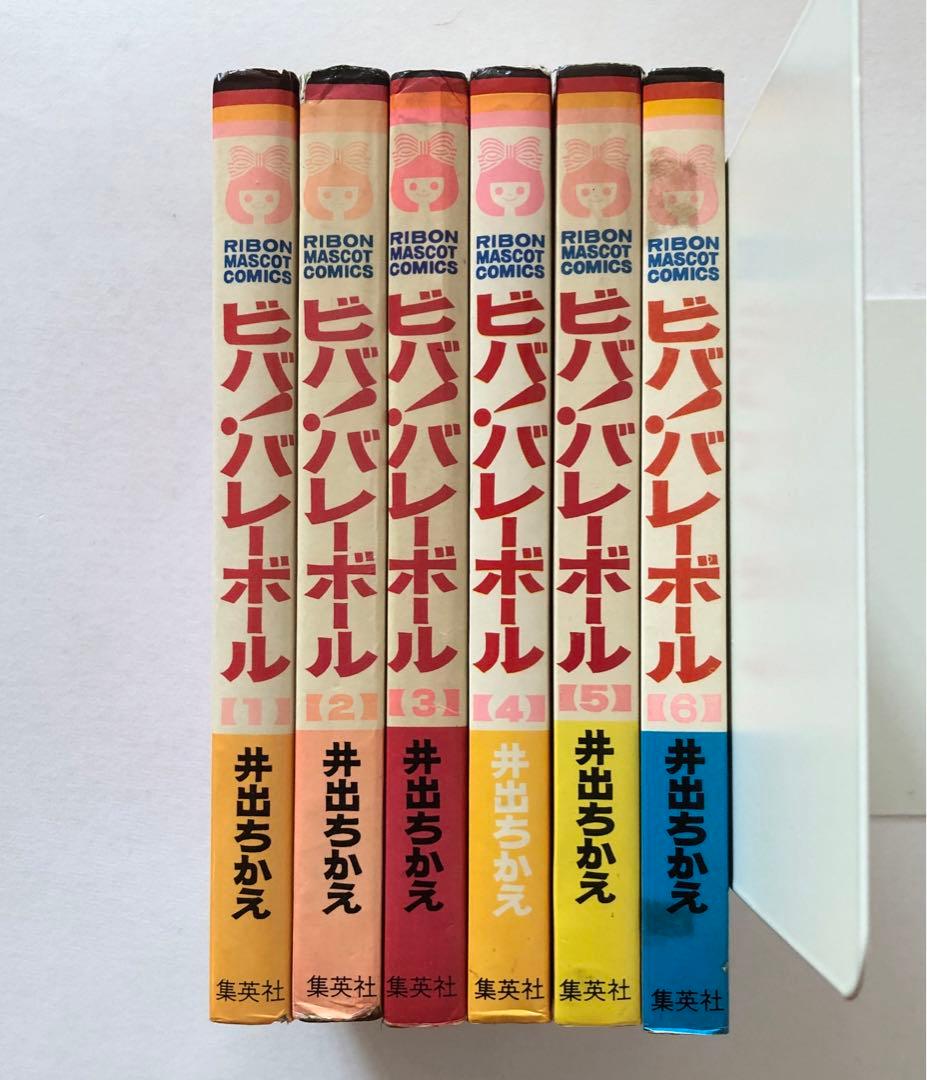 RIBON
MASCOT
COMICS
ビバ!バレーボール
【1】
井出ちかえ
集英社
RIBON
MASCOT
COMICS
ビバ!バレーボール
【2】
井出ちかえ
集英社
RIBON
MASCOT
COMICS
ビバ!バレーボール
【3】
井出ちかえ
集英社
RIBON
MASCOT
COMICS
ビバ!バレーボール
【4】
井出ちかえ
集英社
RIBON
MASCOT
COMICS
ビバ!バレーボール
【5】
井出ちかえ
集英社
RIBON
MASCOT
COMICS
ビバ!バレーボール
【6】
井出ちかえ
集英社